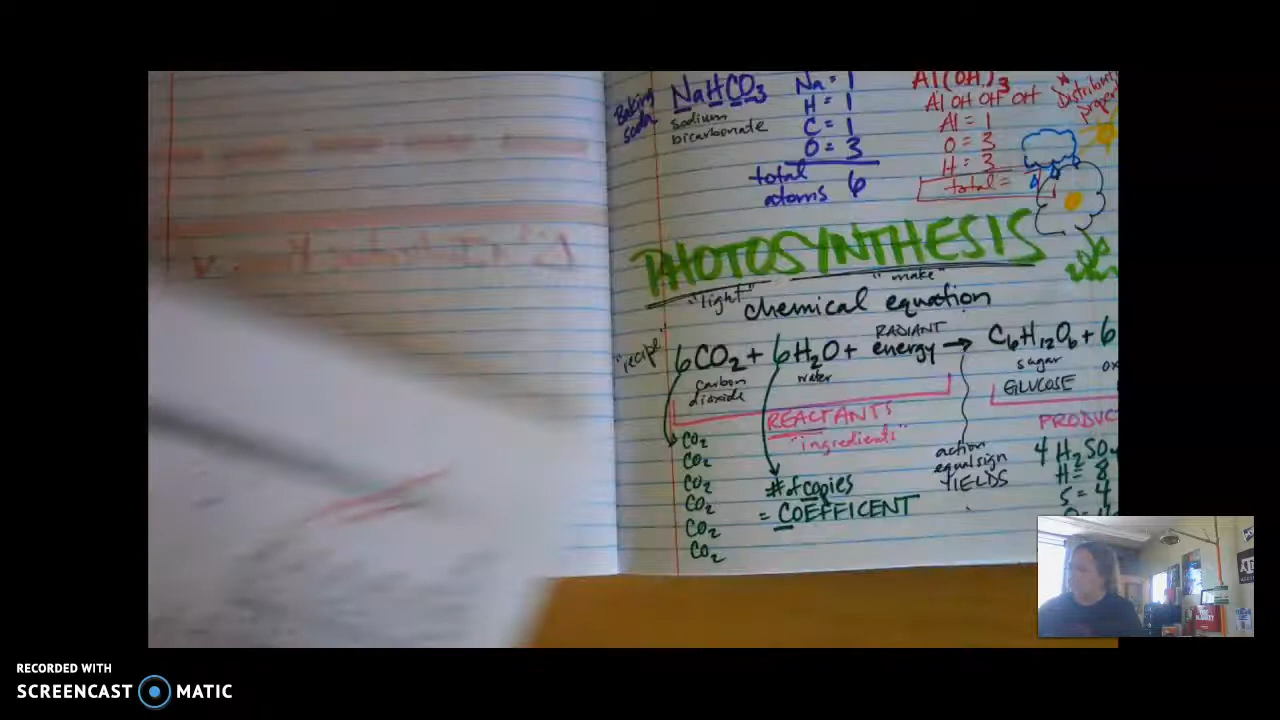 Baking soda
NaHCO3
sodium
bicarbonate
Na = 1
H = 1
C = 1
O = 3
total
atoms 6
Al(OH)3
Al OH OH OH
Al = 1
O = 3
H = 3
total =
* Distributive
PHOTOSYNTHESIS
"light" "make"
chemical equation
"recipe"
6CO2 + 6H2O + RADIANT energy → C6H12O6 + 6
carbon
dioxide
water
sugar
GLUCOSE
REACTANTS
"ingredients"
PRODUC
CO2
CO2
CO2
CO2
CO2
CO2
# of copies
= COEFFICENT
action
equal sign
YIELDS
4 H2SO4
H = 8
S = 4
RECORDED WITH
SCREENCAST MATIC